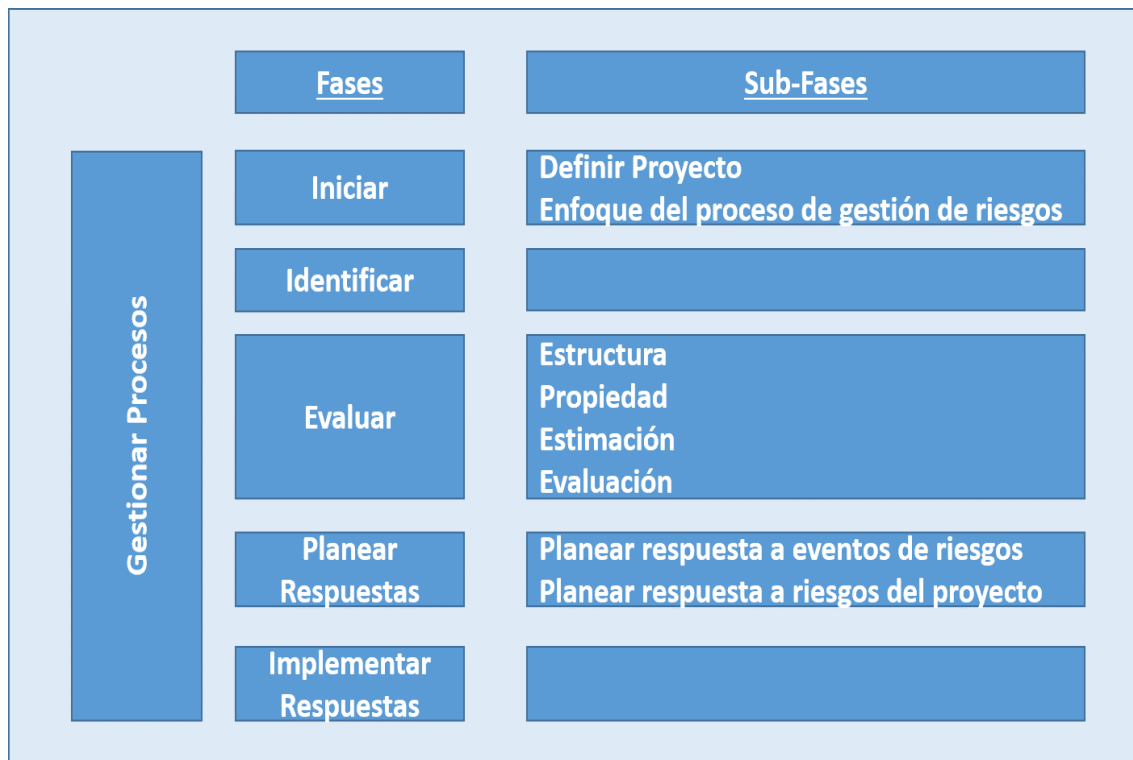 Fases
Sub-Fases
Gestionar Procesos
Iniciar
Definir Proyecto
Enfoque del proceso de gestión de riesgos
Identificar
Evaluar
Estructura
Propiedad
Estimación
Evaluación
Planear
Respuestas
Planear respuesta a eventos de riesgos
Planear respuesta a riesgos del proyecto
Implementar
Respuestas